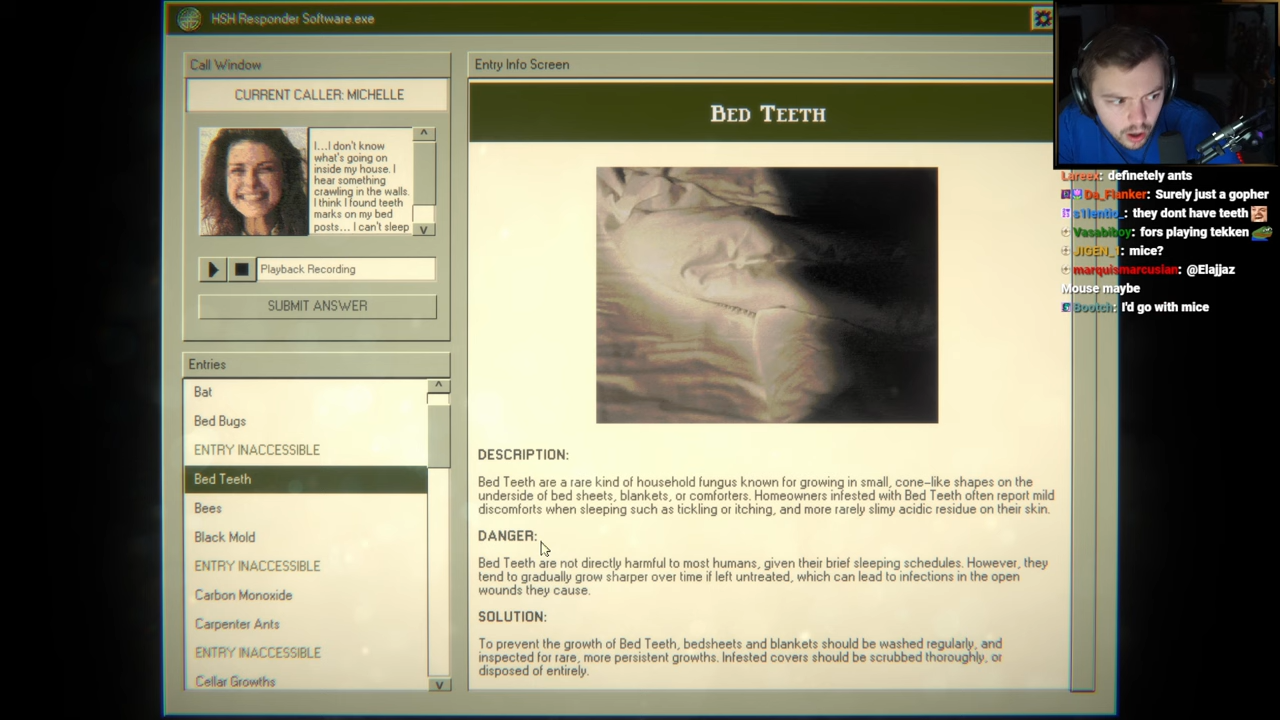 HSH Responder Software.exe
Call Window
CURRENT CALLER: MICHELLE
I...I don't know
what's going on
inside my house. I
hear something
crawling in the walls.
I think I found teeth
marks on my bed
posts... I can't sleep
Playback Recording
SUBMIT ANSWER
Entries
Bat
Bed Bugs
ENTRY INACCESSIBLE
Bed Teeth
Bees
Black Mold
ENTRY INACCESSIBLE
Carbon Monoxide
Carpenter Ants
ENTRY INACCESSIBLE
Cellar Growths
Entry Info Screen
BED TEETH
DESCRIPTION:
Bed Teeth are a rare kind of household fungus known for growing in small, cone-like shapes on the
underside of bed sheets, blankets, or comforters. Homeowners infested with Bed Teeth often report mild
discomforts when sleeping such as tickling or itching, and more rarely slimy acidic residue on their skin.
DANGER:
Bed Teeth are not directly harmful to most humans, given their brief sleeping schedules. However, they
tend to gradually grow sharper over time if left untreated, which can lead to infections in the open
wounds they cause.
SOLUTION:
To prevent the growth of Bed Teeth, bedsheets and blankets should be washed regularly, and
inspected for rare, more persistent growths. Infested covers should be scrubbed thoroughly, or
disposed of entirely.
: definetely ants
Da_Flanker: Surely just a gopher
s1lentio_: they dont have teeth
Vasabiboy: fors playing tekken
JIGEN_1: mice?
marquismarcusian: @Elajjaz
Mouse maybe
Bootch: I'd go with mice